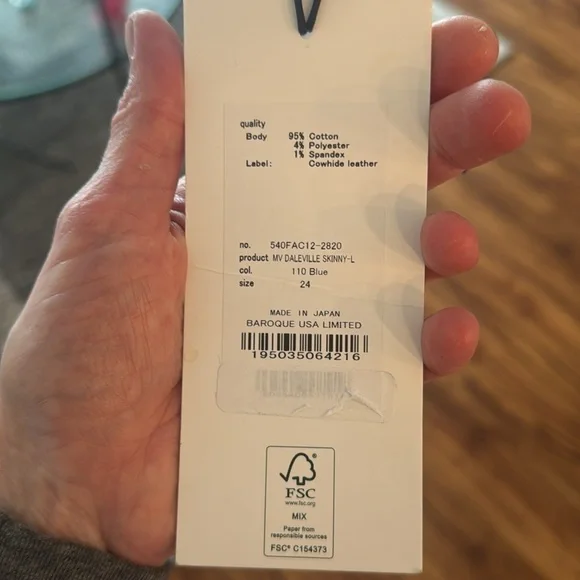 quality
Body 95% Cotton
4% Polyester
1% Spandex
Label: Cowhide leather
no. 540FAC12-2820
product MV DALEVILLE SKINNY-L
col. 110 Blue
size 24
MADE IN JAPAN
BAROQUE USA LIMITED
195035064216
FSC®
www.fsc.org
MIX
Paper from
responsible sources
FSC® C154373